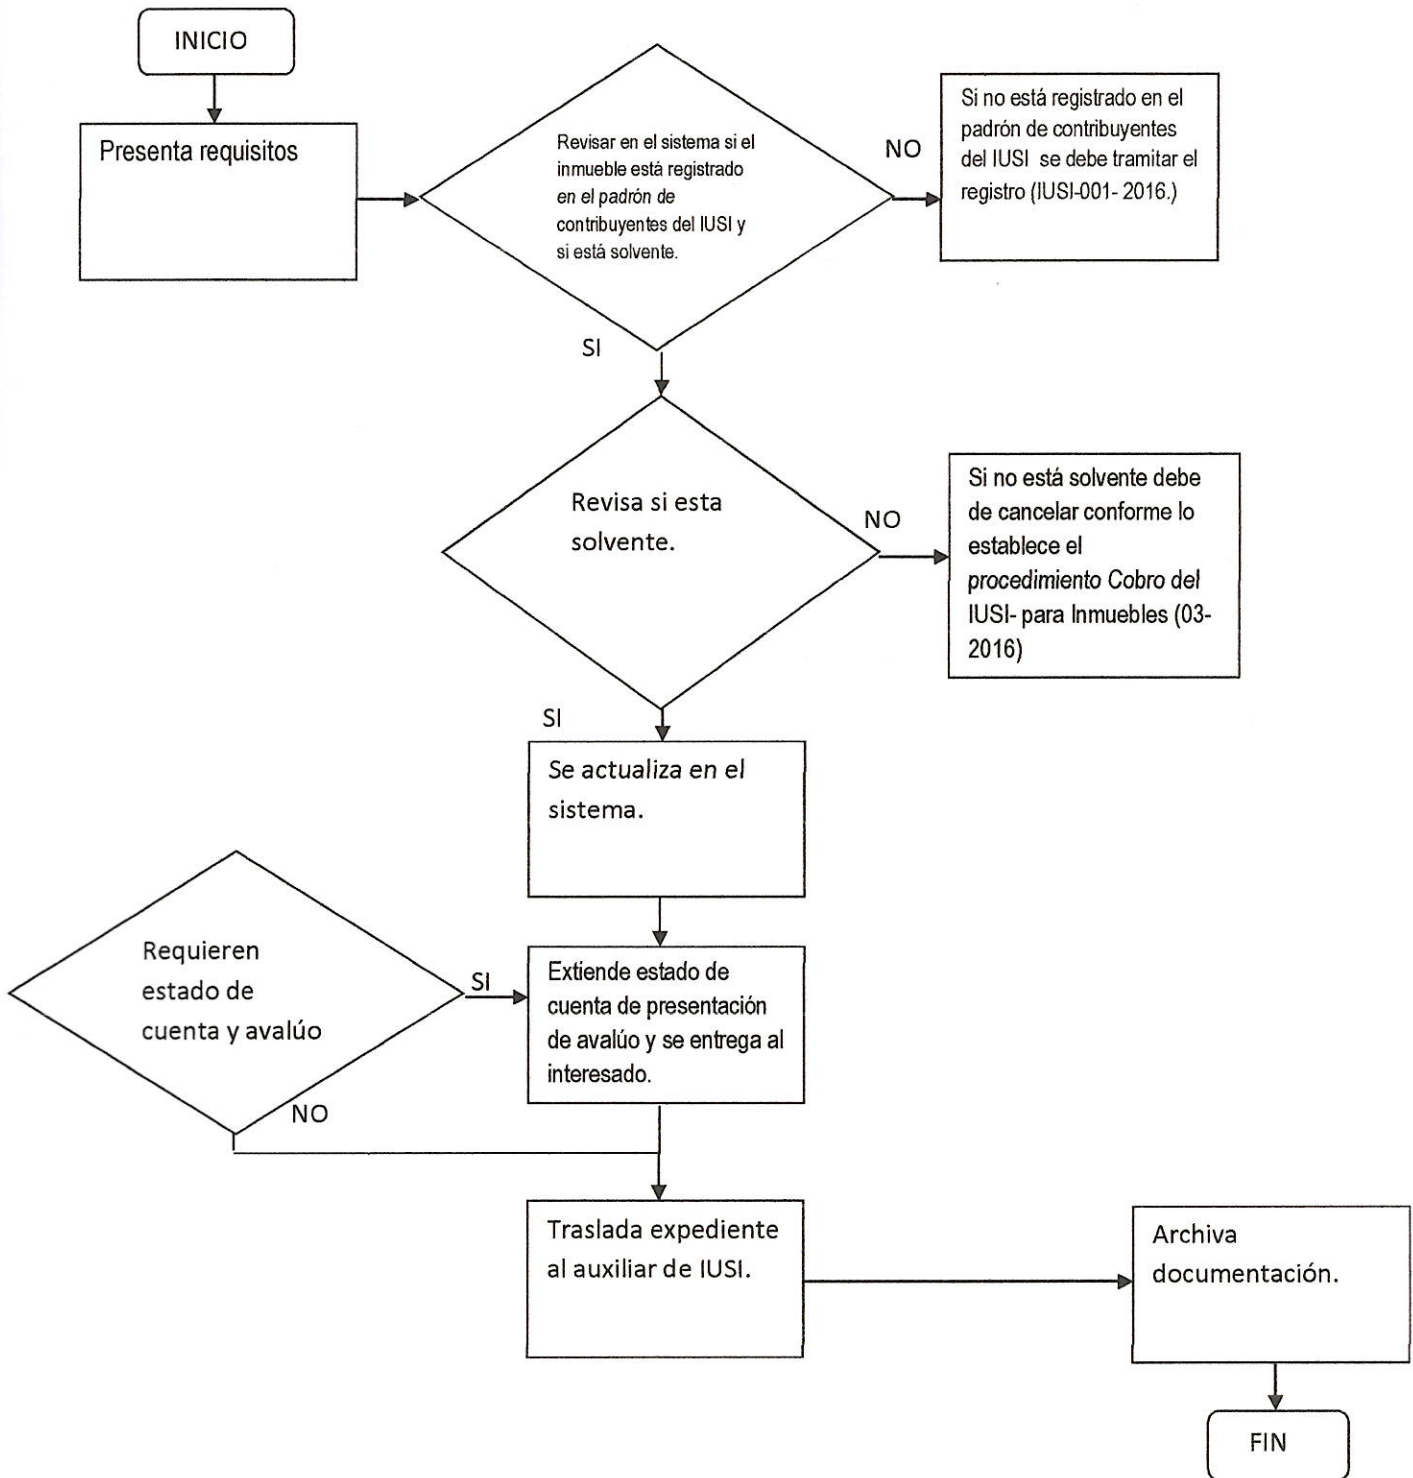 INICIO
Presenta requisitos
Revisar en el sistema si el
inmueble está registrado
en el padrón de
contribuyentes del IUSI y
si está solvente.
NO
Si no está registrado en el
padrón de contribuyentes
del IUSI se debe tramitar el
registro (IUSI-001- 2016.)
SI
Revisa si esta
solvente.
NO
Si no está solvente debe
de cancelar conforme lo
establece el
procedimiento Cobro del
IUSI- para Inmuebles (03-
2016)
SI
Se actualiza en el
sistema.
Requieren
estado de
cuenta y avalúo
SI
Extiende estado de
cuenta de presentación
de avalúo y se entrega al
interesado.
NO
Traslada expediente
al auxiliar de IUSI.
Archiva
documentación.
FIN